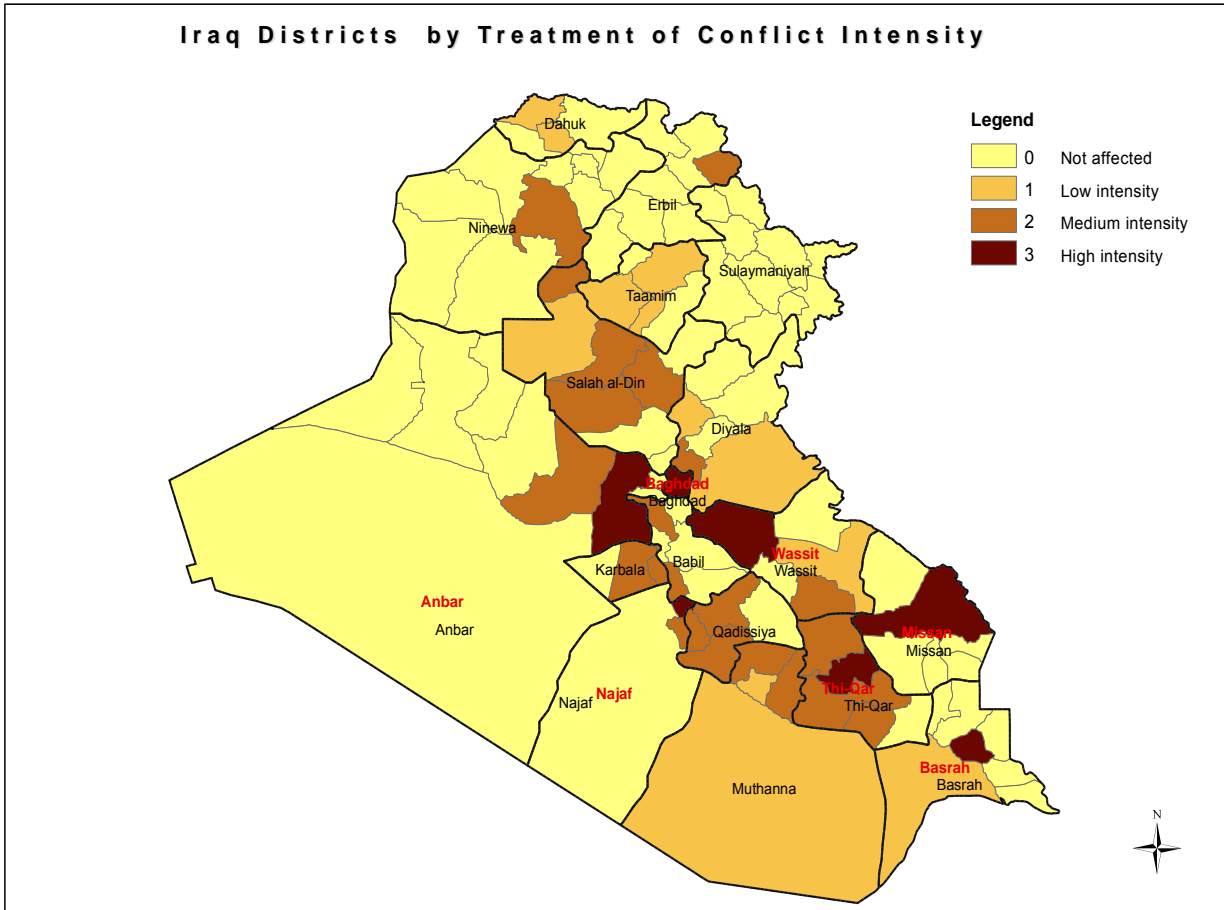 Iraq Districts by Treatment of Conflict Intensity
Legend
0 Not affected
1 Low intensity
2 Medium intensity
3 High intensity
Dahuk
Erbil
Ninewa
Sulaymaniyah
Taamim
Salah al-Din
Diyala
Baghdad
Baghdad
Wassit
Wassit
Babil
Karbala
Anbar
Anbar
Qadissiya
Missan
Missan
Najaf
Najaf
Thi-Qar
Thi-Qar
Basrah
Basrah
Muthanna
N